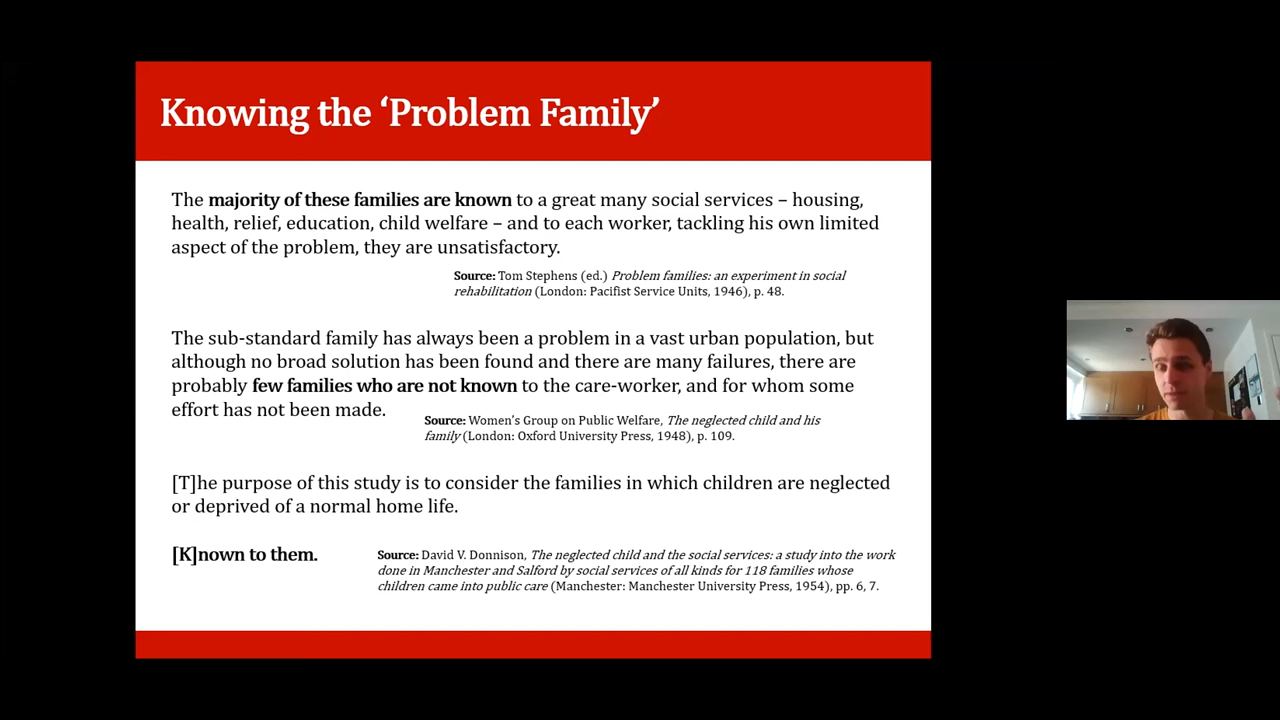 Knowing the ‘Problem Family’
The majority of these families are known to a great many social services – housing,
health, relief, education, child welfare – and to each worker, tackling his own limited
aspect of the problem, they are unsatisfactory.
Source: Tom Stephens (ed.) Problem families: an experiment in social
rehabilitation (London: Pacifist Service Units, 1946), p. 48.
The sub-standard family has always been a problem in a vast urban population, but
although no broad solution has been found and there are many failures, there are
probably few families who are not known to the care-worker, and for whom some
effort has not been made.
Source: Women’s Group on Public Welfare, The neglected child and his
family (London: Oxford University Press, 1948), p. 109.
[T]he purpose of this study is to consider the families in which children are neglected
or deprived of a normal home life.
[K]nown to them.
Source: David V. Donnison, The neglected child and the social services: a study into the work
done in Manchester and Salford by social services of all kinds for 118 families whose
children came into public care (Manchester: Manchester University Press, 1954), pp. 6, 7.